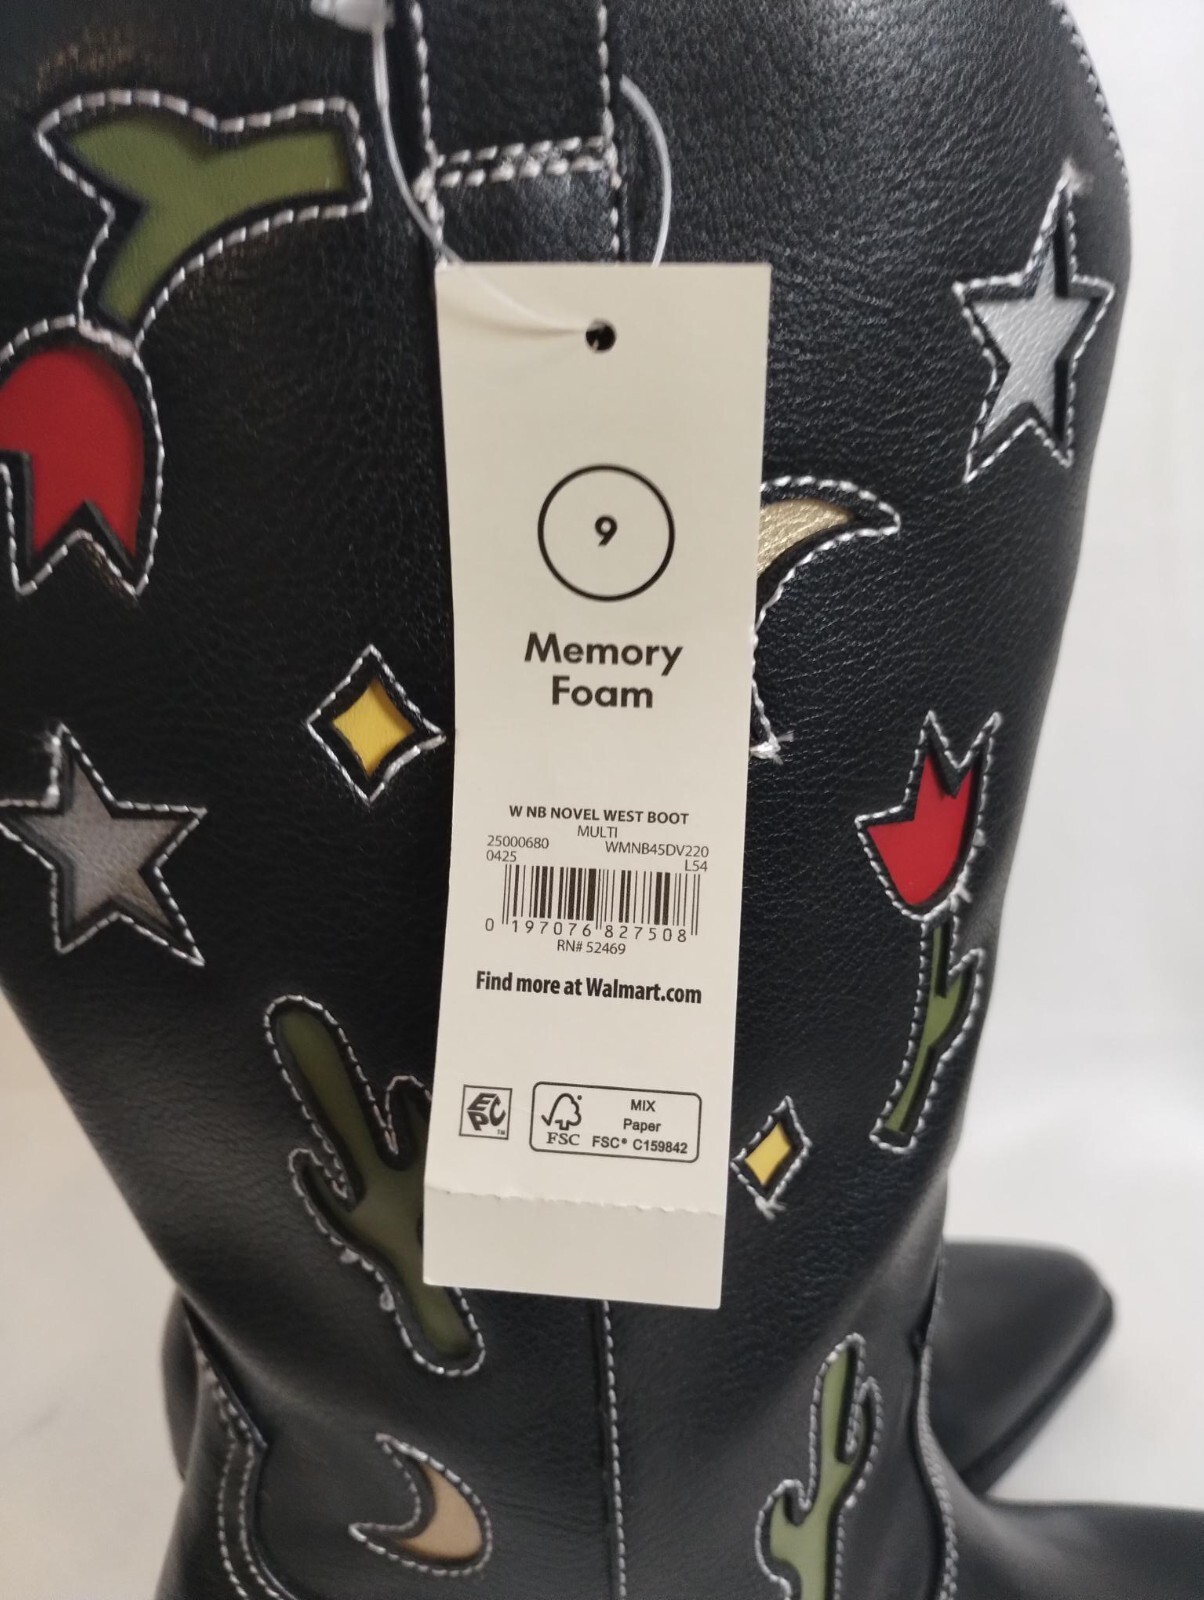 9
Memory
Foam
W NB NOVEL WEST BOOT
MULTI
25000680 WMNB45DV220
0425 L54
0 197076 827508
RN# 52469
Find more at Walmart.com
EPC™
MIX
Paper
FSC FSC® C159842